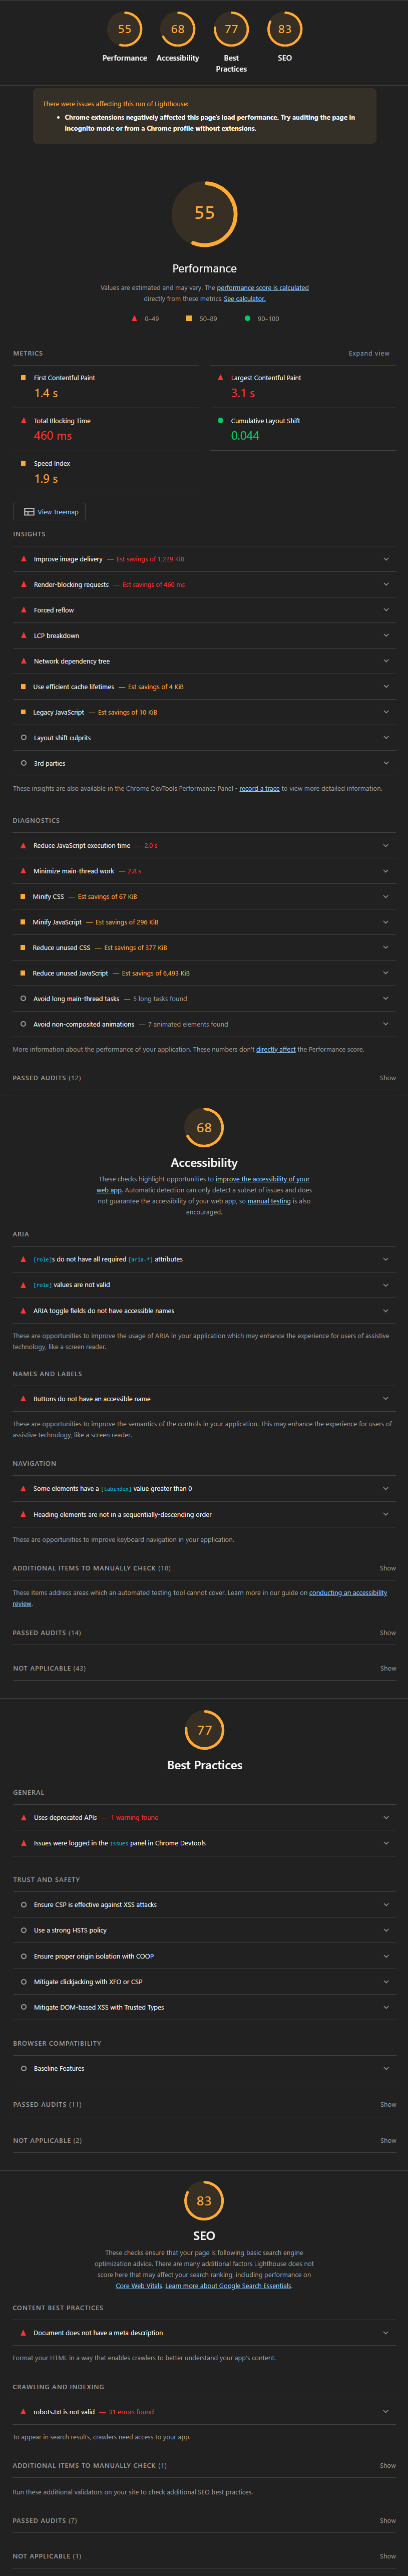 55
68
77
83
Performance
Accessibility
Best
Practices
SEO
There were issues affecting this run of Lighthouse:
• Chrome extensions negatively affected this page's load performance. Try auditing the page in
incognito mode or from a Chrome profile without extensions.
55
Performance
Values are estimated and may vary. The performance score is calculated
directly from these metrics. See calculator.
0–49
50–89
90–100
METRICS
Expand view
First Contentful Paint
1.4 s
Largest Contentful Paint
3.1 s
Total Blocking Time
460 ms
Cumulative Layout Shift
0.044
Speed Index
1.9 s
View Treemap
INSIGHTS
Improve image delivery — Est savings of 1,229 KiB
Render-blocking requests — Est savings of 460 ms
Forced reflow
LCP breakdown
Network dependency tree
Use efficient cache lifetimes — Est savings of 4 KiB
Legacy JavaScript — Est savings of 10 KiB
Layout shift culprits
3rd parties
These insights are also available in the Chrome DevTools Performance Panel - record a trace to view more detailed information.
DIAGNOSTICS
Reduce JavaScript execution time — 2.0 s
Minimize main-thread work — 2.8 s
Minify CSS — Est savings of 67 KiB
Minify JavaScript — Est savings of 296 KiB
Reduce unused CSS — Est savings of 377 KiB
Reduce unused JavaScript — Est savings of 6,493 KiB
Avoid long main-thread tasks — 5 long tasks found
Avoid non-composited animations — 7 animated elements found
More information about the performance of your application. These numbers don't directly affect the Performance score.
PASSED AUDITS (12)
Show
68
Accessibility
These checks highlight opportunities to improve the accessibility of your
web app. Automatic detection can only detect a subset of issues and does
not guarantee the accessibility of your web app, so manual testing is also
encouraged.
ARIA
[role]s do not have all required [aria-*] attributes
[role] values are not valid
ARIA toggle fields do not have accessible names
These are opportunities to improve the usage of ARIA in your application which may enhance the experience for users of assistive
technology, like a screen reader.
NAMES AND LABELS
Buttons do not have an accessible name
These are opportunities to improve the semantics of the controls in your application. This may enhance the experience for users of
assistive technology, like a screen reader.
NAVIGATION
Some elements have a [tabindex] value greater than 0
Heading elements are not in a sequentially-descending order
These are opportunities to improve keyboard navigation in your application.
ADDITIONAL ITEMS TO MANUALLY CHECK (10)
Show
These items address areas which an automated testing tool cannot cover. Learn more in our guide on conducting an accessibility
review.
PASSED AUDITS (14)
Show
NOT APPLICABLE (43)
Show
77
Best Practices
GENERAL
Uses deprecated APIs — 1 warning found
Issues were logged in the Issues panel in Chrome Devtools
TRUST AND SAFETY
Ensure CSP is effective against XSS attacks
Use a strong HSTS policy
Ensure proper origin isolation with COOP
Mitigate clickjacking with XFO or CSP
Mitigate DOM-based XSS with Trusted Types
BROWSER COMPATIBILITY
Baseline Features
PASSED AUDITS (11)
Show
NOT APPLICABLE (2)
Show
83
SEO
These checks ensure that your page is following basic search engine
optimization advice. There are many additional factors Lighthouse does not
score here that may affect your search ranking, including performance on
Core Web Vitals. Learn more about Google Search Essentials.
CONTENT BEST PRACTICES
Document does not have a meta description
Format your HTML in a way that enables crawlers to better understand your app's content.
CRAWLING AND INDEXING
robots.txt is not valid — 31 errors found
To appear in search results, crawlers need access to your app.
ADDITIONAL ITEMS TO MANUALLY CHECK (1)
Show
Run these additional validators on your site to check additional SEO best practices.
PASSED AUDITS (7)
Show
NOT APPLICABLE (1)
Show